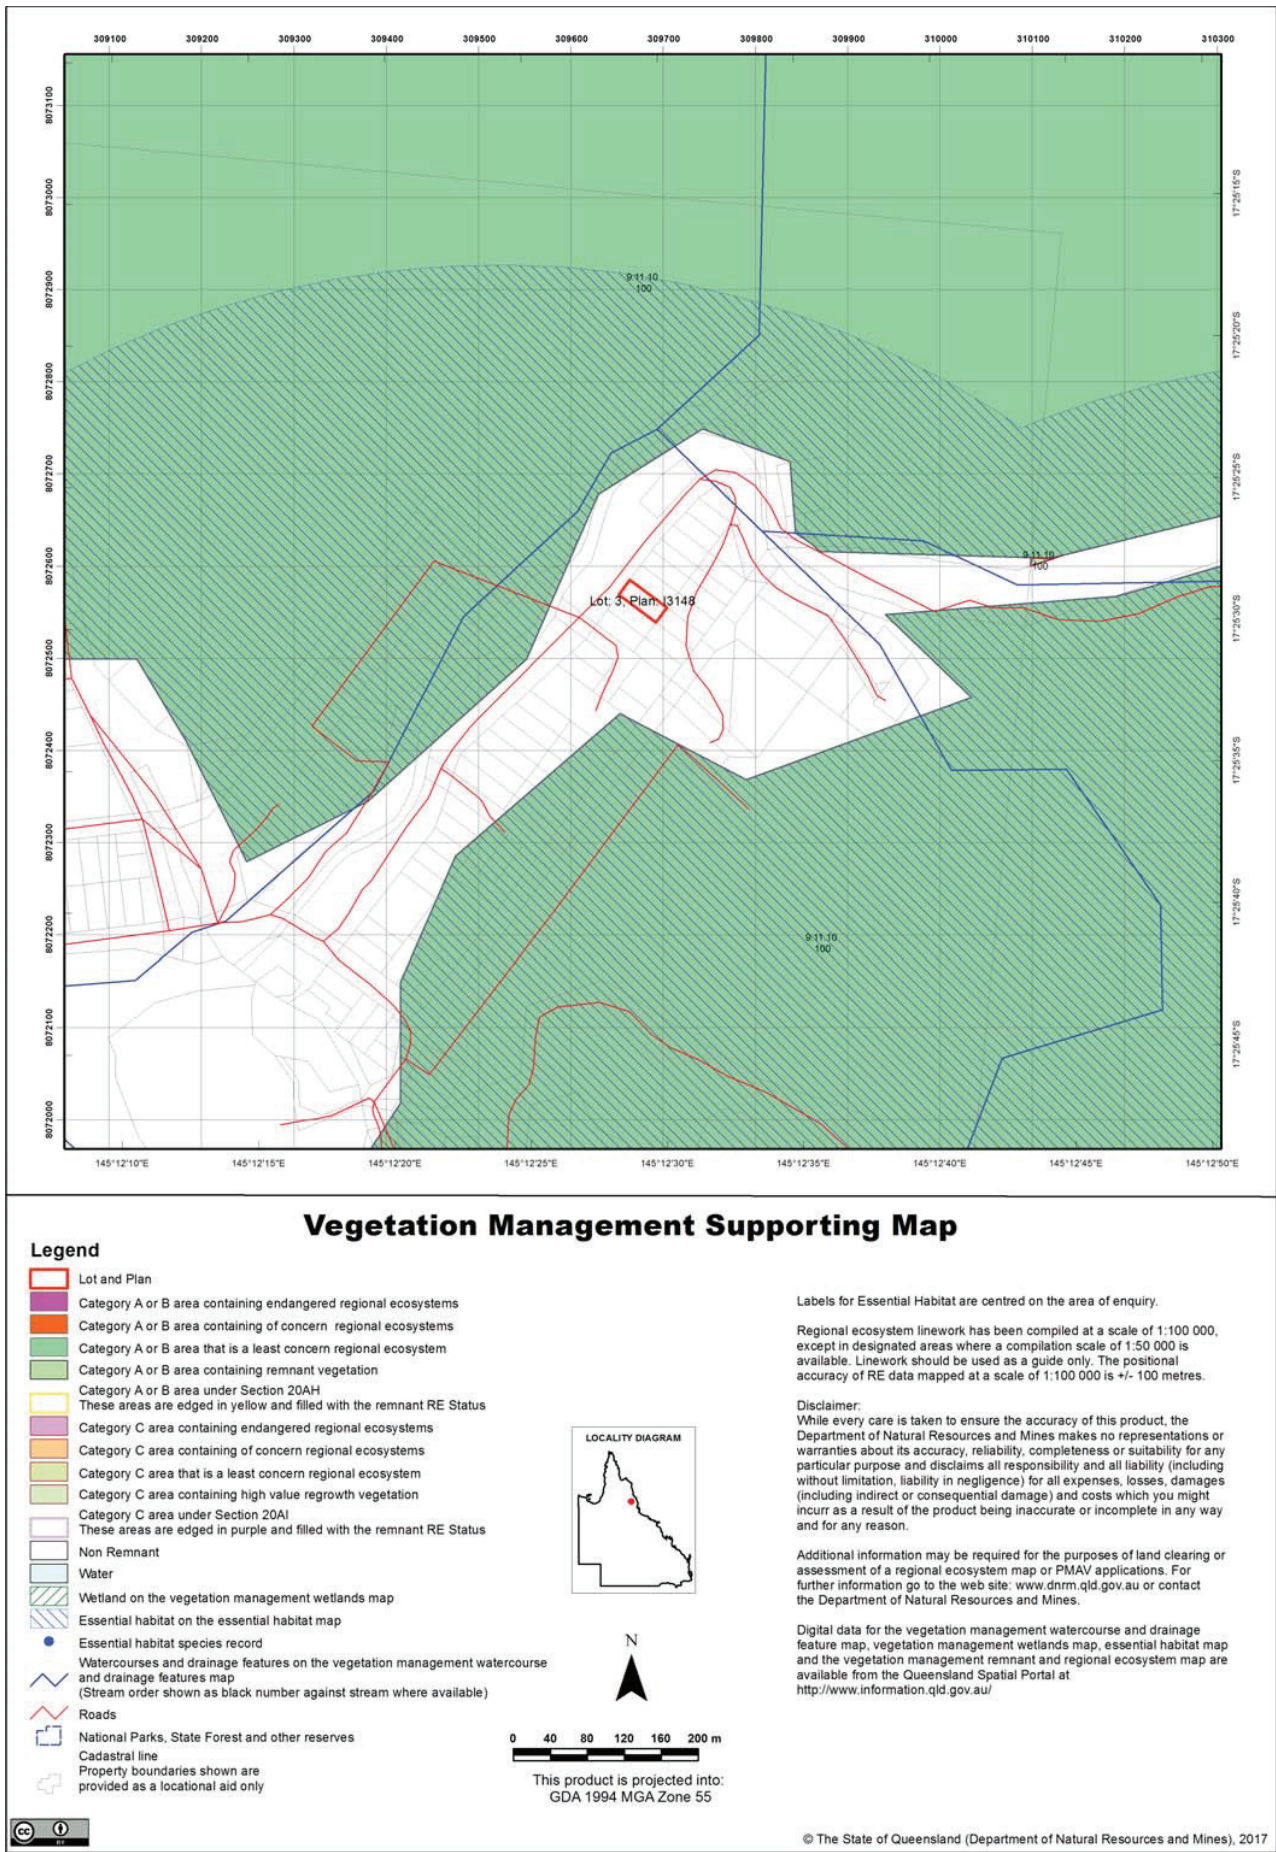 309100 309200 309300 309400 309500 309600 309700 309800 309900 310000 310100 310200 310300
8073100
8073000
8072900
8072800
8072700
8072600
8072500
8072400
8072300
8072200
8072100
8072000
17°25'15"S
17°25'20"S
17°25'25"S
17°25'30"S
17°25'35"S
17°25'40"S
17°25'45"S
9.11.10
100
9.11.10
100
Lot: 3, Plan: I3148
9.11.10
100
145°12'10"E 145°12'15"E 145°12'20"E 145°12'25"E 145°12'30"E 145°12'35"E 145°12'40"E 145°12'45"E 145°12'50"E
Vegetation Management Supporting Map
Legend
Lot and Plan
Category A or B area containing endangered regional ecosystems
Category A or B area containing of concern regional ecosystems
Category A or B area that is a least concern regional ecosystem
Category A or B area containing remnant vegetation
Category A or B area under Section 20AH
These areas are edged in yellow and filled with the remnant RE Status
Category C area containing endangered regional ecosystems
Category C area containing of concern regional ecosystems
Category C area that is a least concern regional ecosystem
Category C area containing high value regrowth vegetation
Category C area under Section 20AI
These areas are edged in purple and filled with the remnant RE Status
Non Remnant
Water
Wetland on the vegetation management wetlands map
Essential habitat on the essential habitat map
Essential habitat species record
Watercourses and drainage features on the vegetation management watercourse
and drainage features map
(Stream order shown as black number against stream where available)
Roads
National Parks, State Forest and other reserves
Cadastral line
Property boundaries shown are
provided as a locational aid only
LOCALITY DIAGRAM
N
0 40 80 120 160 200 m
This product is projected into:
GDA 1994 MGA Zone 55
Labels for Essential Habitat are centred on the area of enquiry.
Regional ecosystem linework has been compiled at a scale of 1:100 000,
except in designated areas where a compilation scale of 1:50 000 is
available. Linework should be used as a guide only. The positional
accuracy of RE data mapped at a scale of 1:100 000 is +/- 100 metres.
Disclaimer:
While every care is taken to ensure the accuracy of this product, the
Department of Natural Resources and Mines makes no representations or
warranties about its accuracy, reliability, completeness or suitability for any
particular purpose and disclaims all responsibility and all liability (including
without limitation, liability in negligence) for all expenses, losses, damages
(including indirect or consequential damage) and costs which you might
incurr as a result of the product being inaccurate or incomplete in any way
and for any reason.
Additional information may be required for the purposes of land clearing or
assessment of a regional ecosystem map or PMAV applications. For
further information go to the web site: www.dnrm.qld.gov.au or contact
the Department of Natural Resources and Mines.
Digital data for the vegetation management watercourse and drainage
feature map, vegetation management wetlands map, essential habitat map
and the vegetation management remnant and regional ecosystem map are
available from the Queensland Spatial Portal at
http://www.information.qld.gov.au/
cc
BY
© The State of Queensland (Department of Natural Resources and Mines), 2017